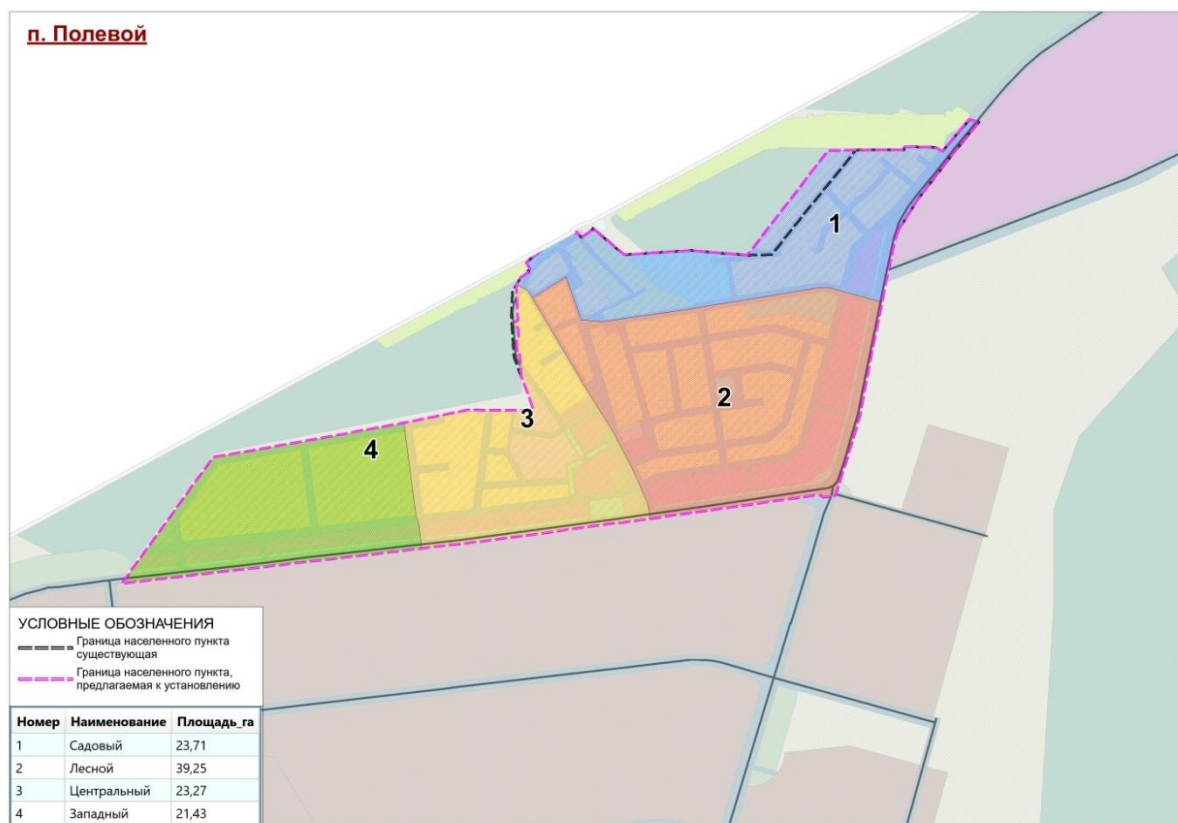 п. Полевой
1
2
3
4
УСЛОВНЫЕ ОБОЗНАЧЕНИЯ
Граница населенного пункта
существующая
Граница населенного пункта,
предлагаемая к установлению
Номер Наименование Площадь_га
1 Садовый 23,71
2 Лесной 39,25
3 Центральный 23,27
4 Западный 21,43